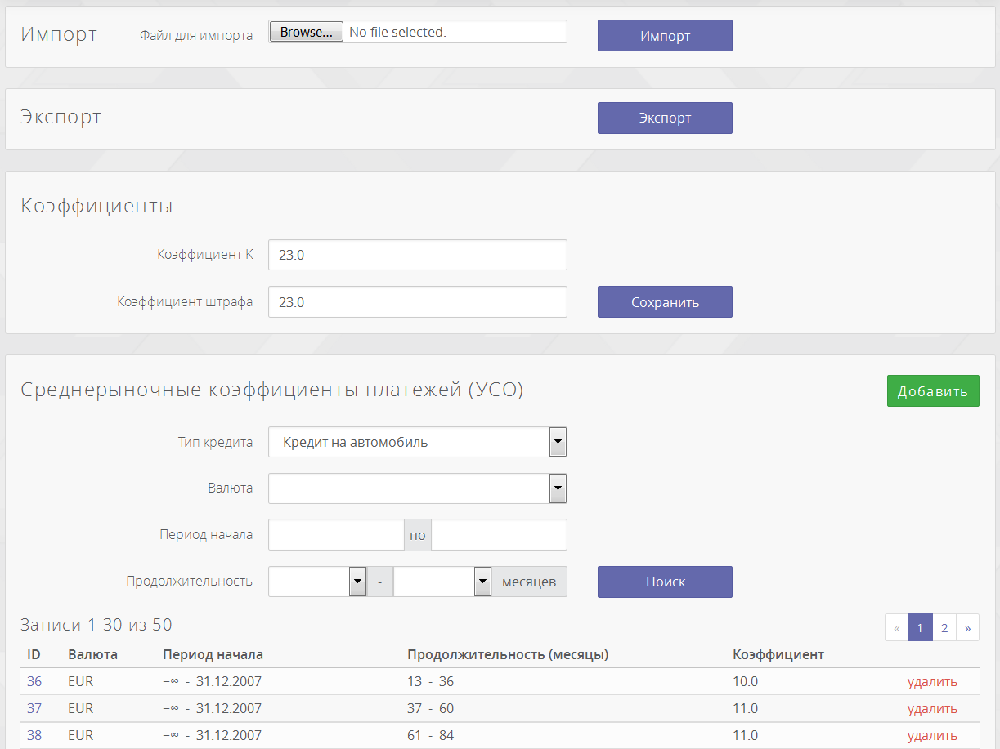 Импорт Файл для импорта Browse... No file selected. Импорт
Экспорт Экспорт
Коэффициенты
Коэффициент K 23.0
Коэффициент штрафа 23.0 Сохранить
Среднерыночные коэффициенты платежей (УСО) Добавить
Тип кредита Кредит на автомобиль
Валюта
Период начала по
Продолжительность - месяцев Поиск
Записи 1-30 из 50 « 1 2 »
ID Валюта Период начала Продолжительность (месяцы) Коэффициент
36 EUR −∞ - 31.12.2007 13 - 36 10.0 удалить
37 EUR −∞ - 31.12.2007 37 - 60 11.0 удалить
38 EUR −∞ - 31.12.2007 61 - 84 11.0 удалить